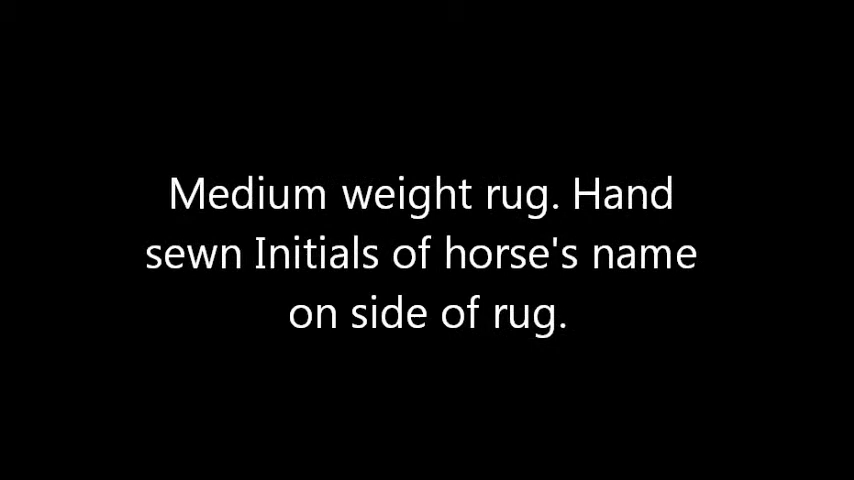 Medium weight rug. Hand
sewn Initials of horse's name
on side of rug.